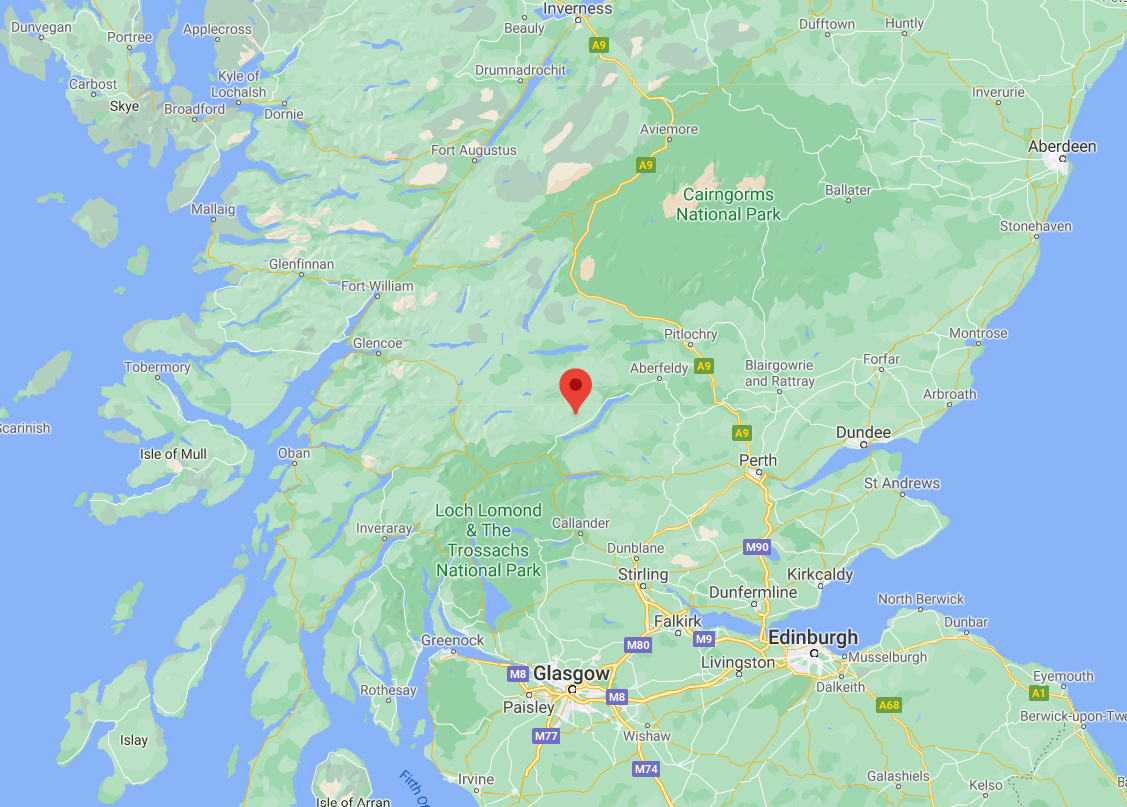 Inverness
Dunvegan
Portree
Applecross
Beauly
Dufftown
Huntly
A9
Kyle of
Lochalsh
Drumnadrochit
Carbost
Skye
Broadford
Dornie
Inverurie
Aviemore
Fort Augustus
Aberdeen
A9
Cairngorms
National Park
Ballater
Mallaig
Stonehaven
Glenfinnan
Fort William
Pitlochry
Montrose
Glencoe
Forfar
Tobermory
Aberfeldy
A9
Blairgowrie
and Rattray
Arbroath
Scarinish
A9
Dundee
Isle of Mull
Oban
Perth
St Andrews
Loch Lomond
& The
Trossachs
National Park
Inveraray
Callander
Dunblane
M90
Stirling
Kirkcaldy
Dunfermline
North Berwick
Falkirk
Dunbar
Greenock
M80
M9
Edinburgh
Musselburgh
Livingston
M8
Glasgow
M8
Dalkeith
Eyemouth
Rothesay
Paisley
A68
A1
Berwick-upon-Twe
Islay
M77
Wishaw
M74
Irvine
Galashiels
Kelso
Firth Of
Isle of Arran